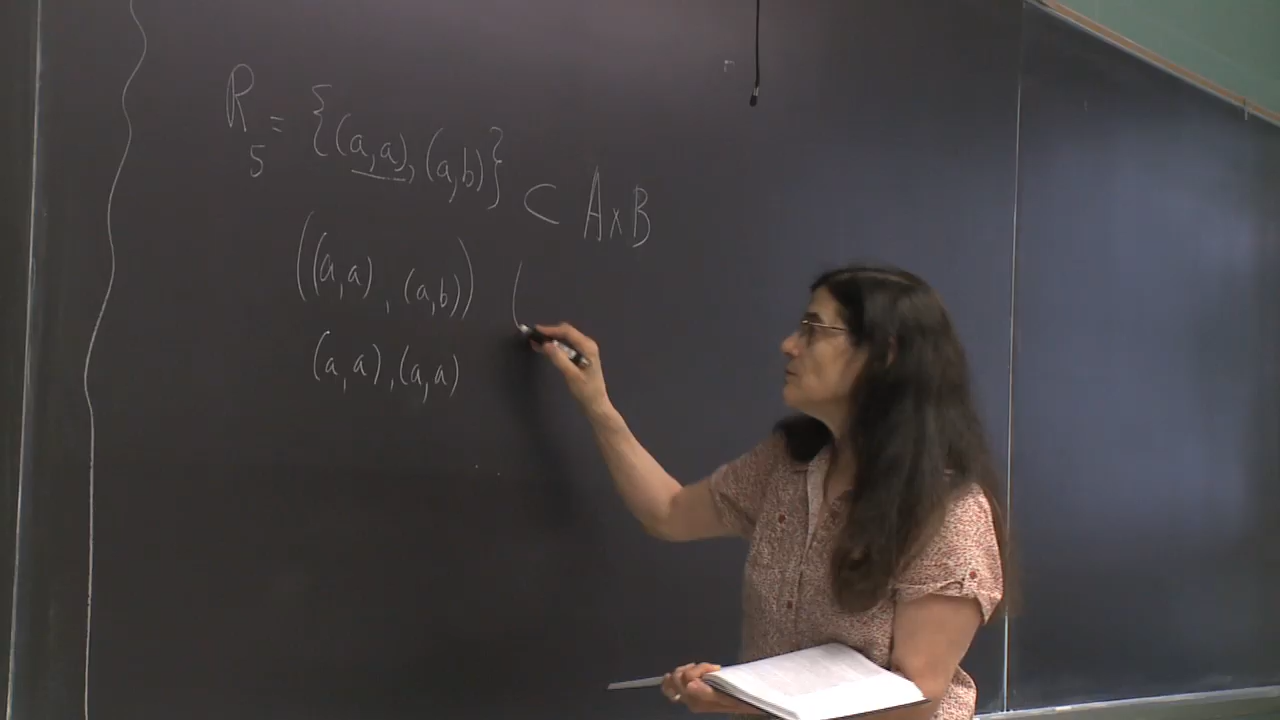 R₅ = {(a,a), (a,b)} ⊂ A×B
((a,a), (a,b)) (
(a,a), (a,a)